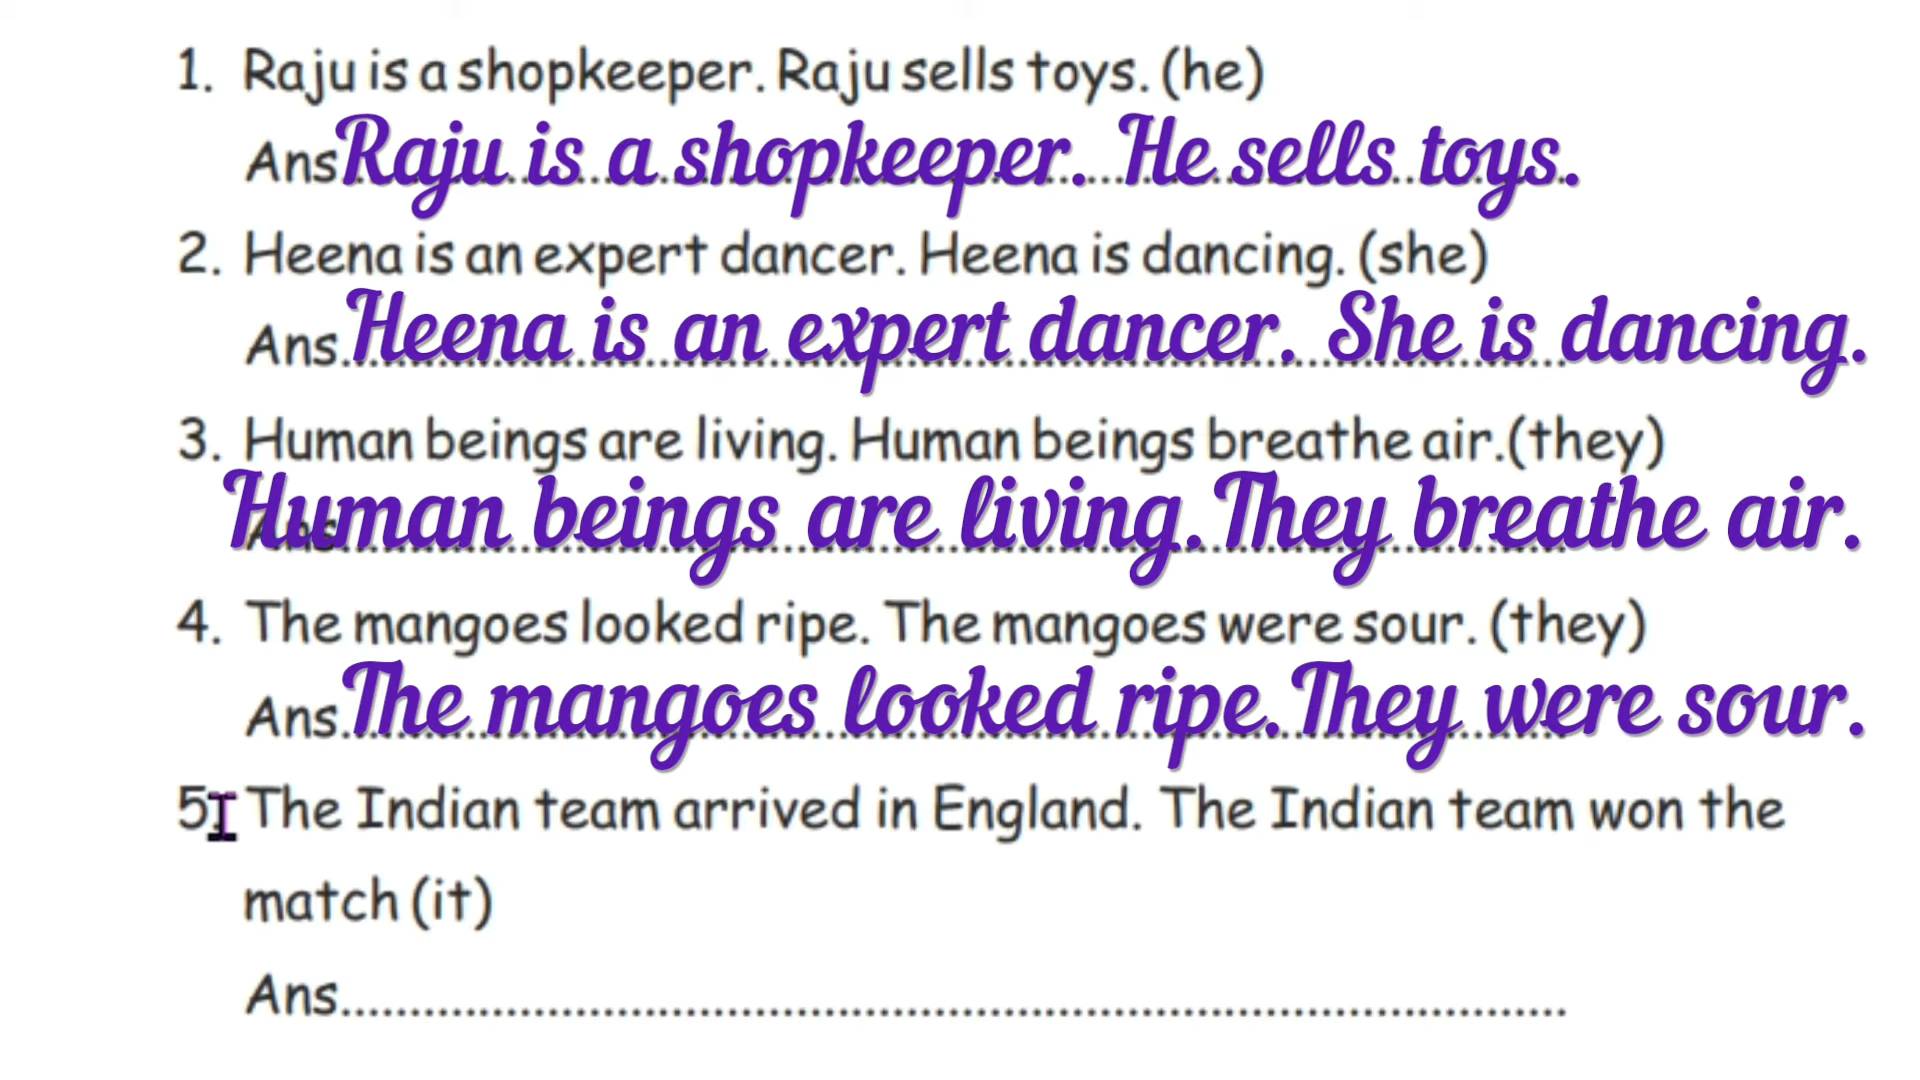 1. Raju is a shopkeeper. Raju sells toys. (he)
Ans Raju is a shopkeeper. He sells toys.
2. Heena is an expert dancer. Heena is dancing. (she)
Ans. Heena is an expert dancer. She is dancing.
3. Human beings are living. Human beings breathe air.(they)
Ans Human beings are living. They breathe air.
4. The mangoes looked ripe. The mangoes were sour. (they)
Ans. The mangoes looked ripe. They were sour.
5. The Indian team arrived in England. The Indian team won the
match (it)
Ans..........................................................................................